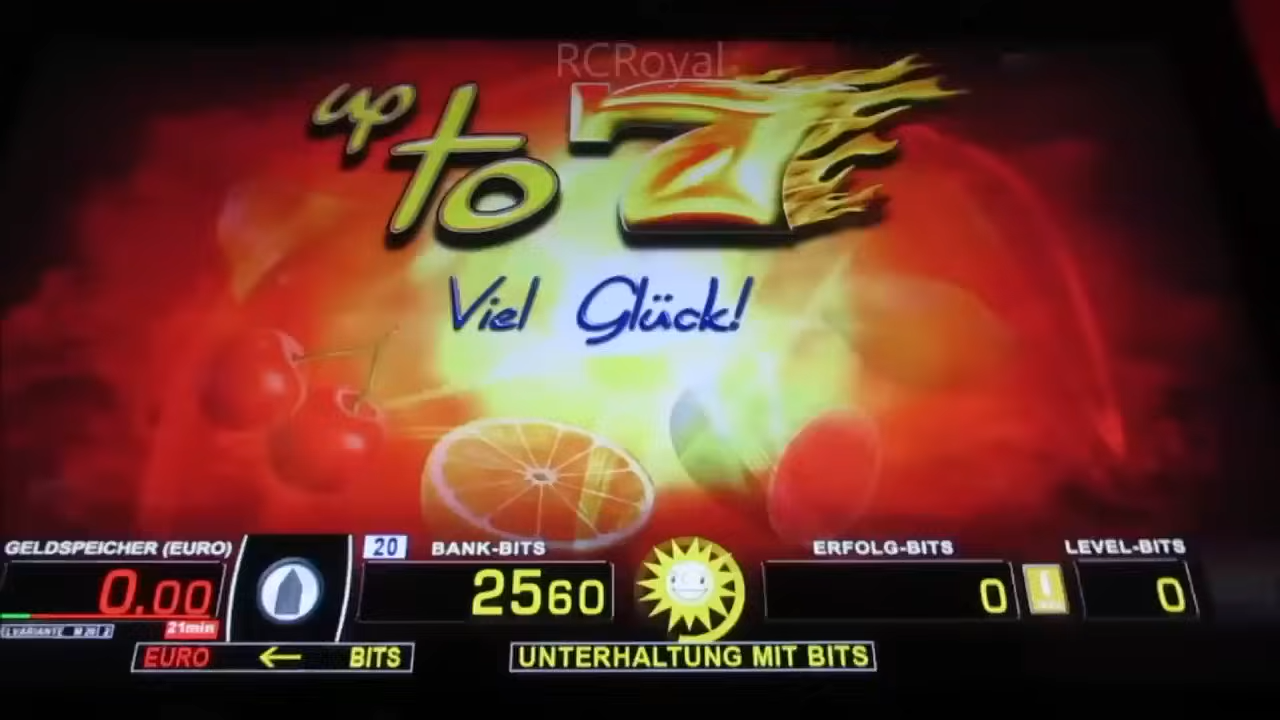 RCRoyal
up to 7
Viel Glück!
GELDSPEICHER (EURO)
20 BANK-BITS
ERFOLG-BITS
LEVEL-BITS
0.00
2560
0
0
21min
EURO ← BITS
UNTERHALTUNG MIT BITS